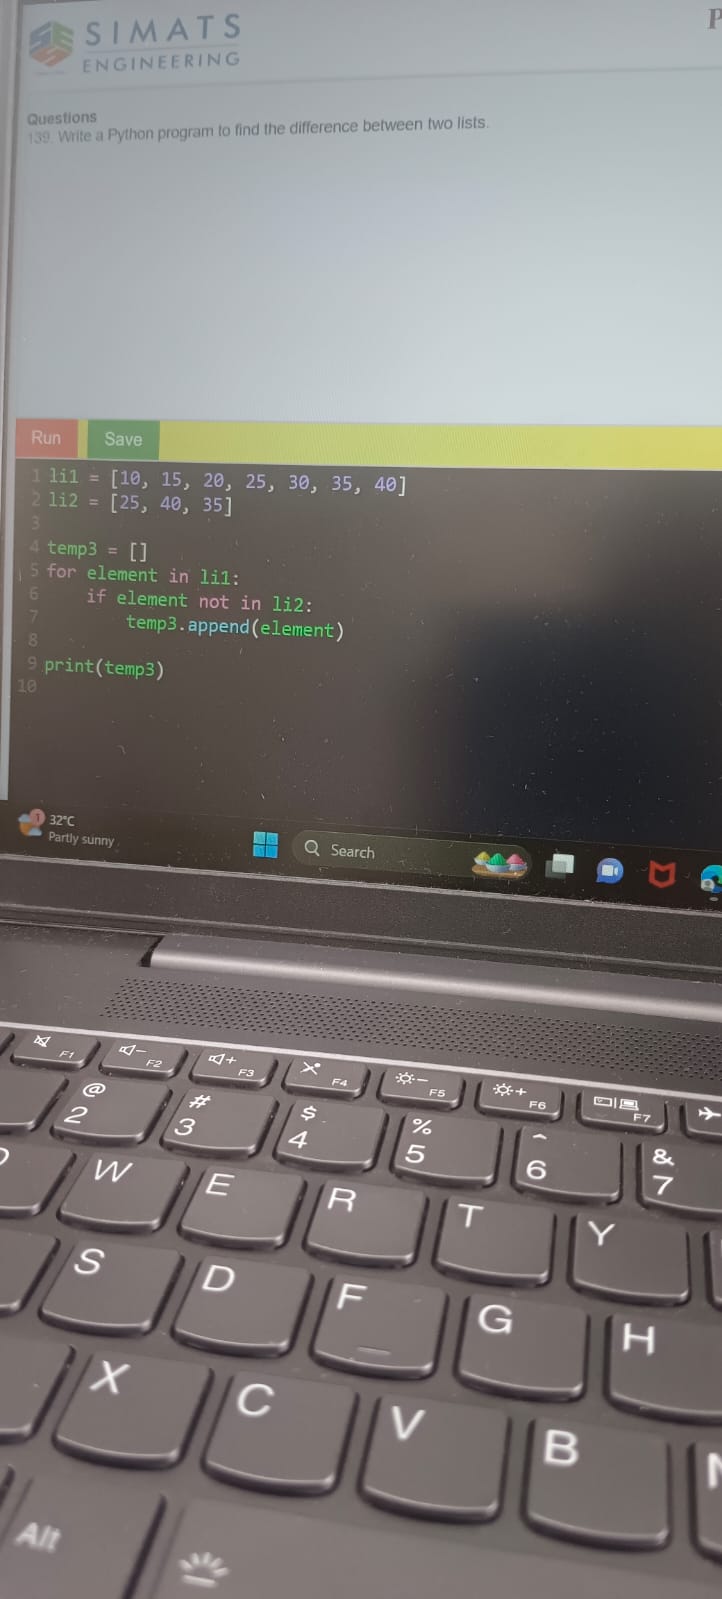 P
SIMATS
ENGINEERING
Questions
139. Write a Python program to find the difference between two lists.
Run Save
1 li1 = [10, 15, 20, 25, 30, 35, 40]
2 li2 = [25, 40, 35]
3
4 temp3 = []
5 for element in li1:
6 if element not in li2:
7 temp3.append(element)
8
9 print(temp3)
10
1 32°C
Partly sunny
Search
F1 F2 F3 F4 F5 F6 F7
@ # $ % ^ &
2 3 4 5 6 7
W E R T Y
S D F G H
X C V B
Alt